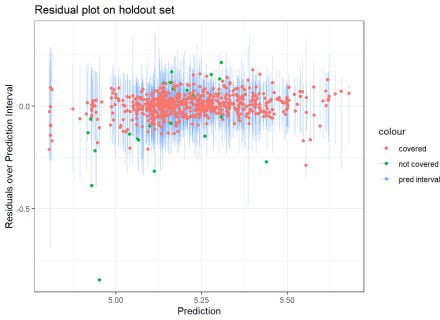 Residual plot on holdout set
Residuals over Prediction Interval
0.0
-0.5
5.00
5.25
5.50
Prediction
colour
covered
not covered
pred interval